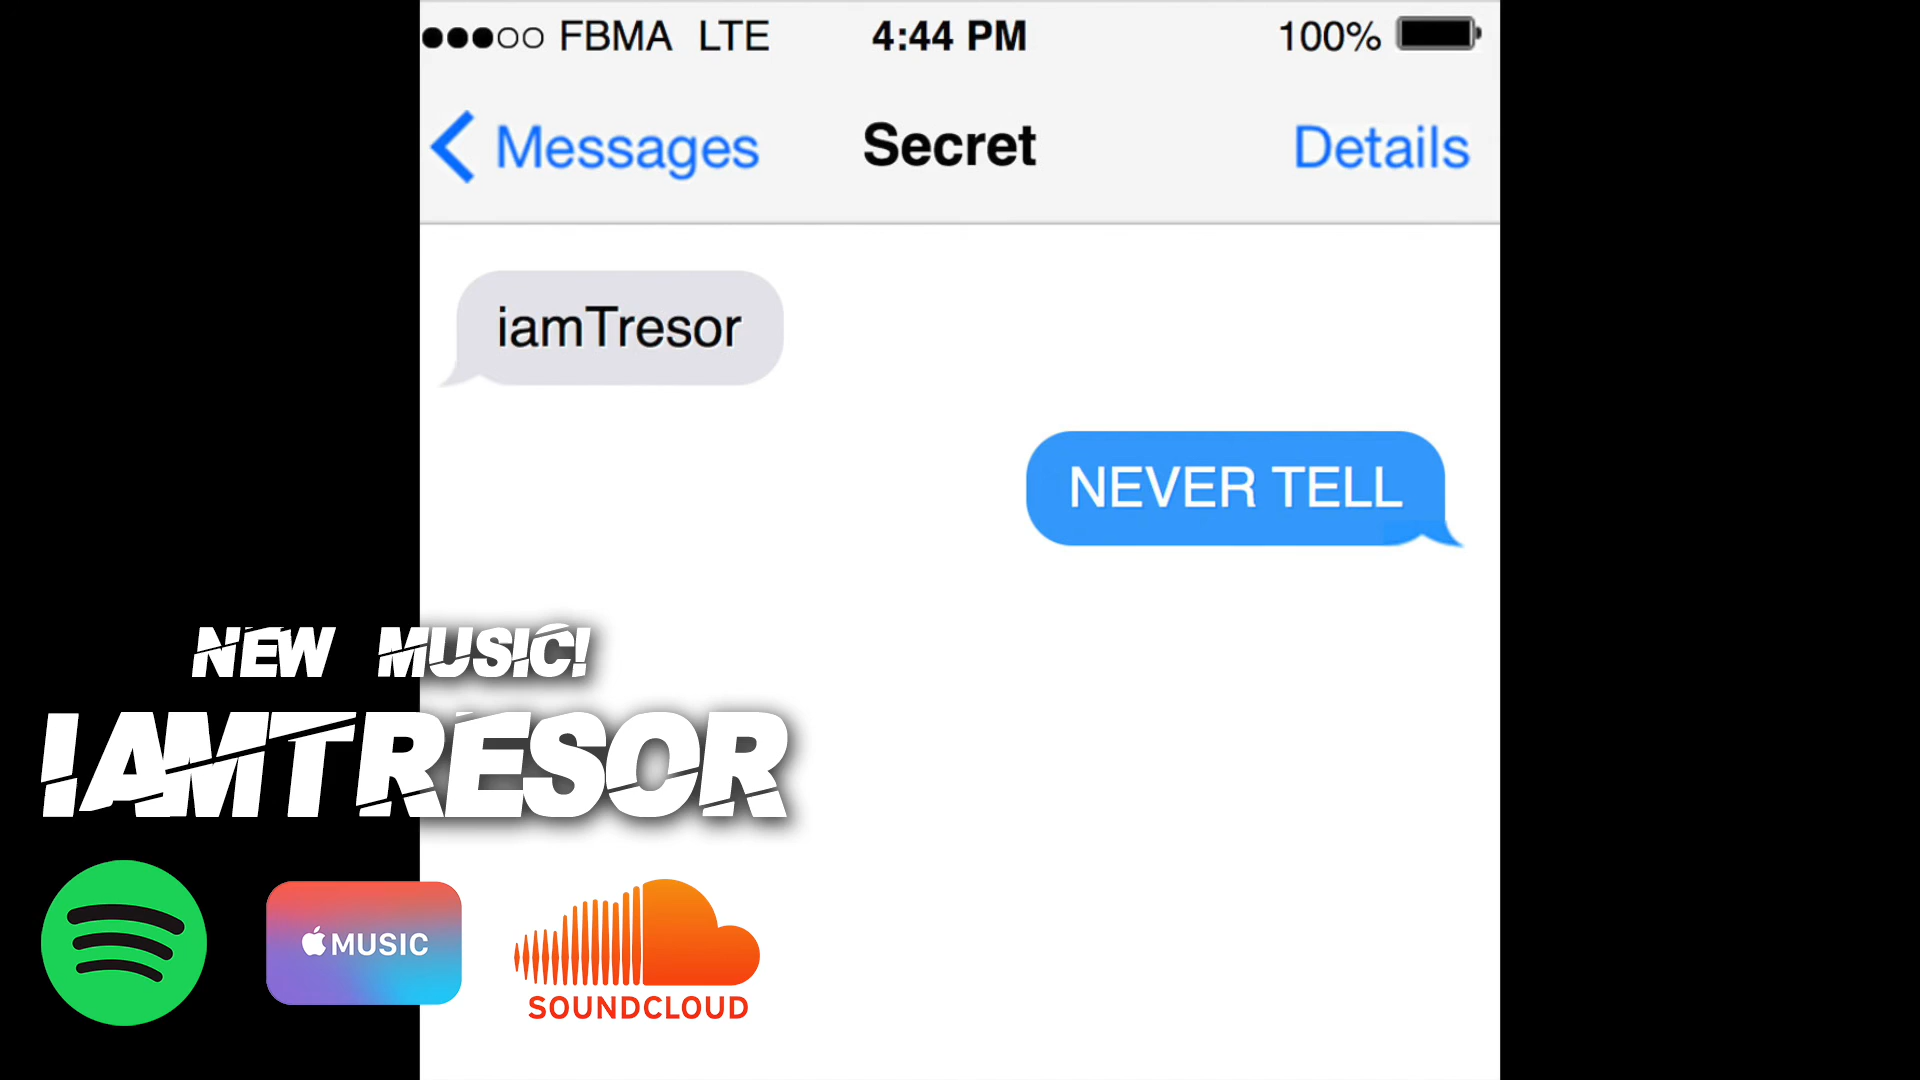 FBMA LTE 4:44 PM 100%
Messages Secret Details
iamTresor
NEVER TELL
NEW MUSIC!
IAMTRESOR
MUSIC
SOUNDCLOUD